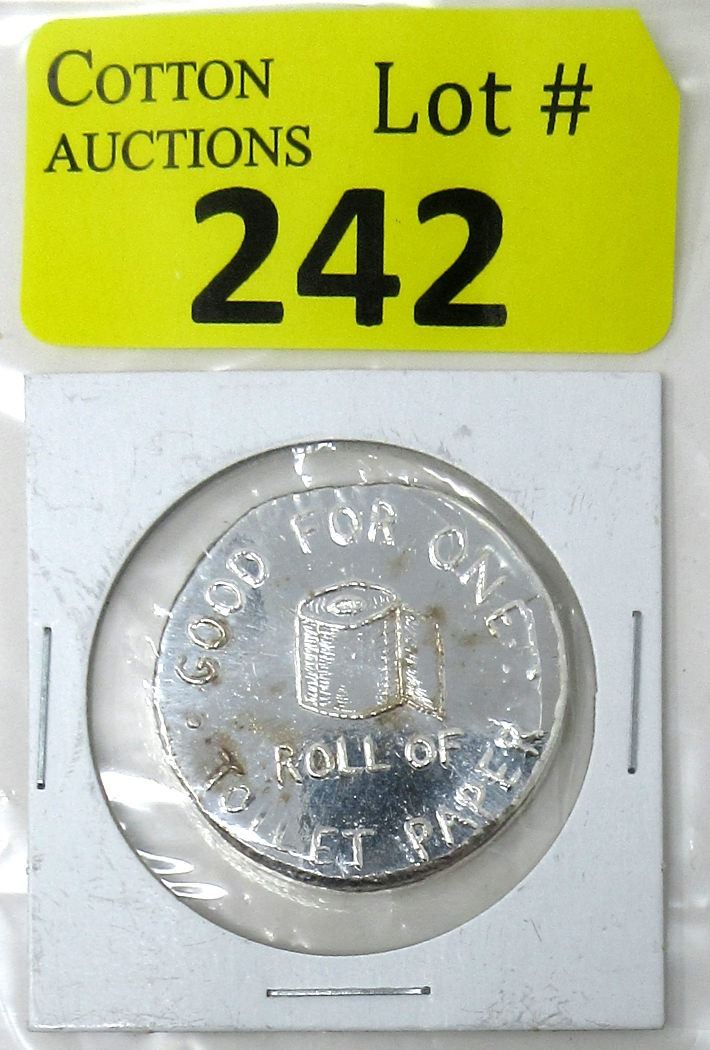 COTTON AUCTIONS
Lot #
242
GOOD FOR ONE
ROLL OF
TOILET PAPER